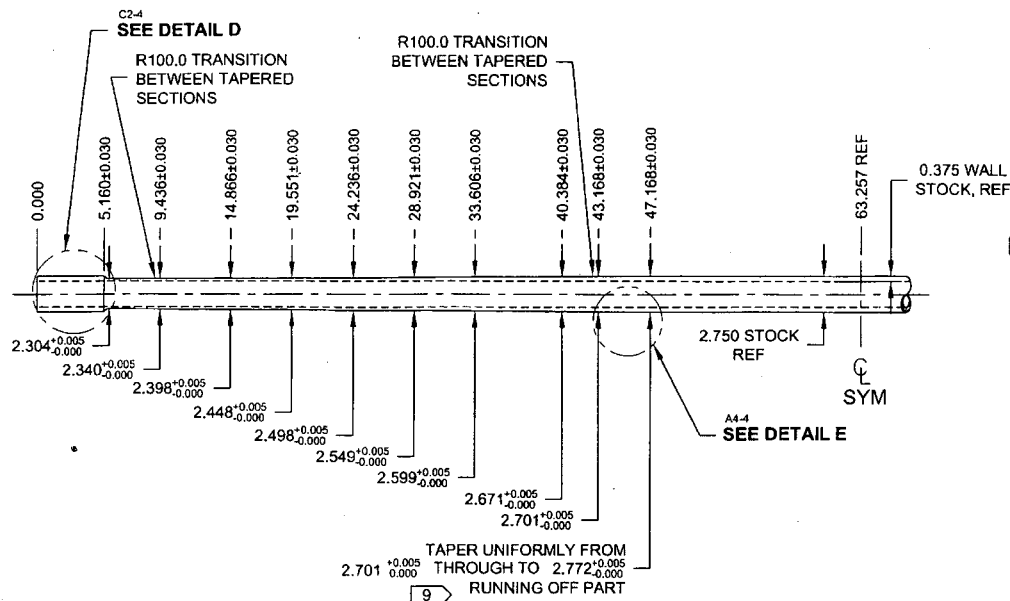 C2-4
SEE DETAIL D
R100.0 TRANSITION
BETWEEN TAPERED
SECTIONS
R100.0 TRANSITION
BETWEEN TAPERED
SECTIONS
0.000
5.160±0.030
9.436±0.030
14.866±0.030
19.551±0.030
24.236±0.030
28.921±0.030
33.606±0.030
40.384±0.030
43.168±0.030
47.168±0.030
63.257 REF
0.375 WALL
STOCK, REF
2.304 +0.005 -0.000
2.340 +0.005 -0.000
2.398 +0.005 -0.000
2.448 +0.005 -0.000
2.498 +0.005 -0.000
2.549 +0.005 -0.000
2.599 +0.005 -0.000
2.671 +0.005 -0.000
2.701 +0.005 -0.000
2.750 STOCK
REF
℄
SYM
A4-4
SEE DETAIL E
TAPER UNIFORMLY FROM
2.701 +0.005 0.000 THROUGH TO 2.772 +0.005 -0.000
RUNNING OFF PART
9